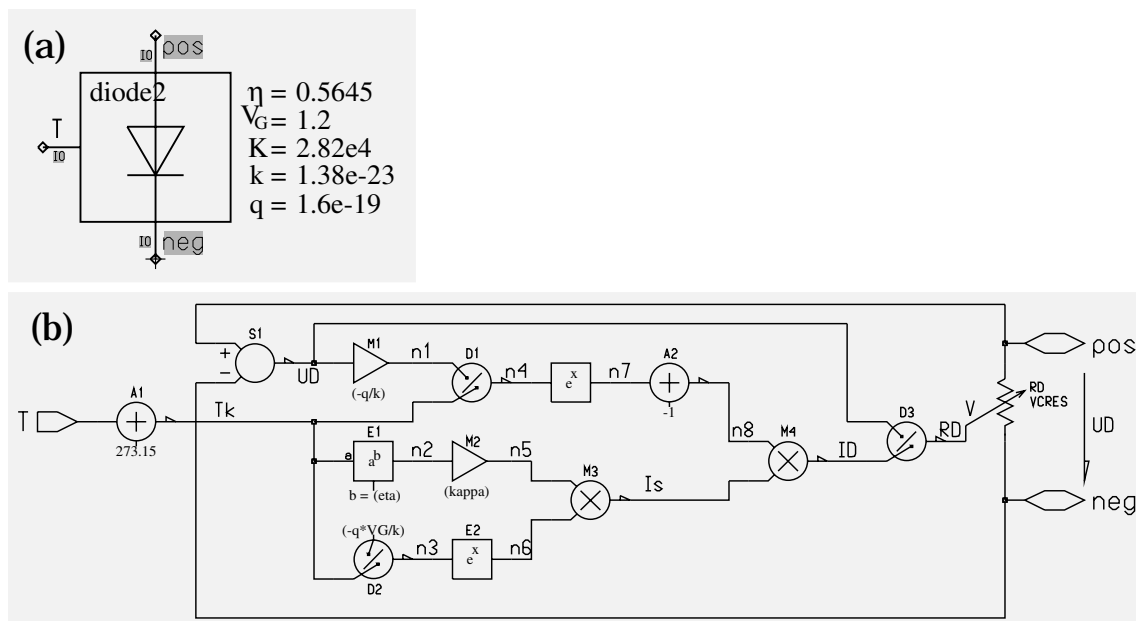 (a)
IO pos
diode2
η = 0.5645
VG = 1.2
T
IO
K = 2.82e4
k = 1.38e-23
q = 1.6e-19
IO neg
(b)
S1
+
−
UD
M1
(-q/k)
n1
D1
n4
e^x
n7
A2
+
-1
pos
RD
VCRES
V
UD
T
A1
+
273.15
Tk
D3
RD
n8
M4
ID
E1
a
a^b
b = (eta)
n2
M2
(kappa)
n5
M3
Is
neg
(-q*VG/k)
D2
n3
E2
e^x
n6